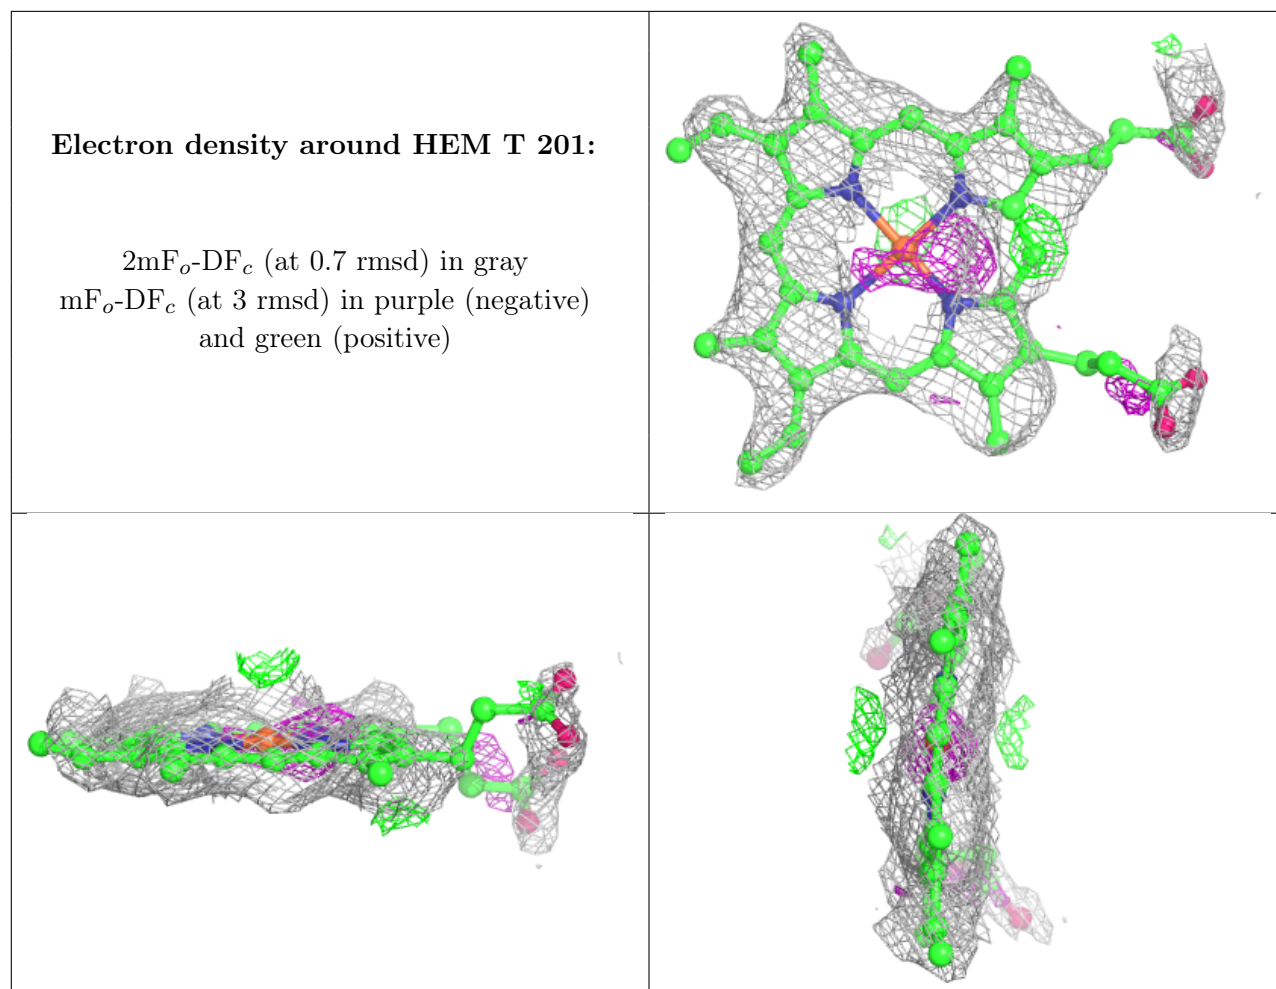 Electron density around HEM T 201:
2mFo-DFc (at 0.7 rmsd) in gray
mFo-DFc (at 3 rmsd) in purple (negative)
and green (positive)